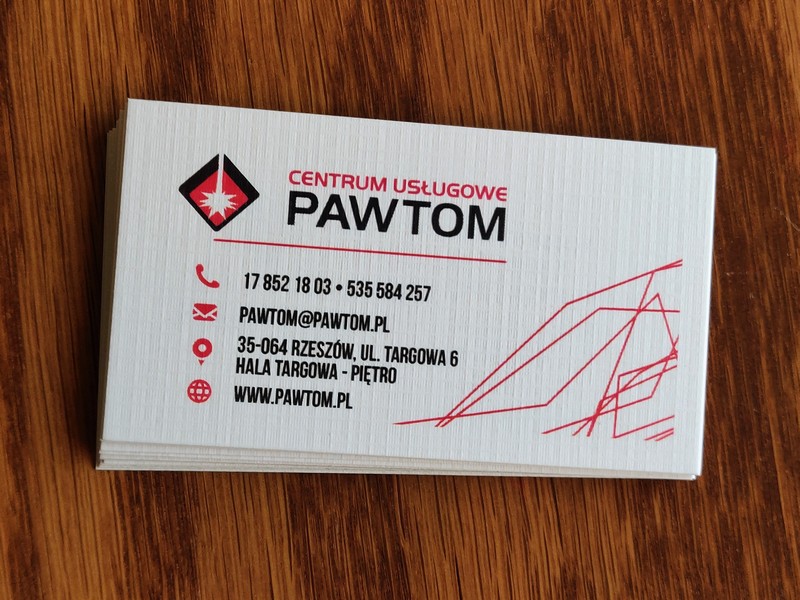 CENTRUM USŁUGOWE
PAWTOM
17 852 18 03 • 535 584 257
PAWTOM@PAWTOM.PL
35-064 RZESZÓW, UL. TARGOWA 6
HALA TARGOWA - PIĘTRO
WWW.PAWTOM.PL